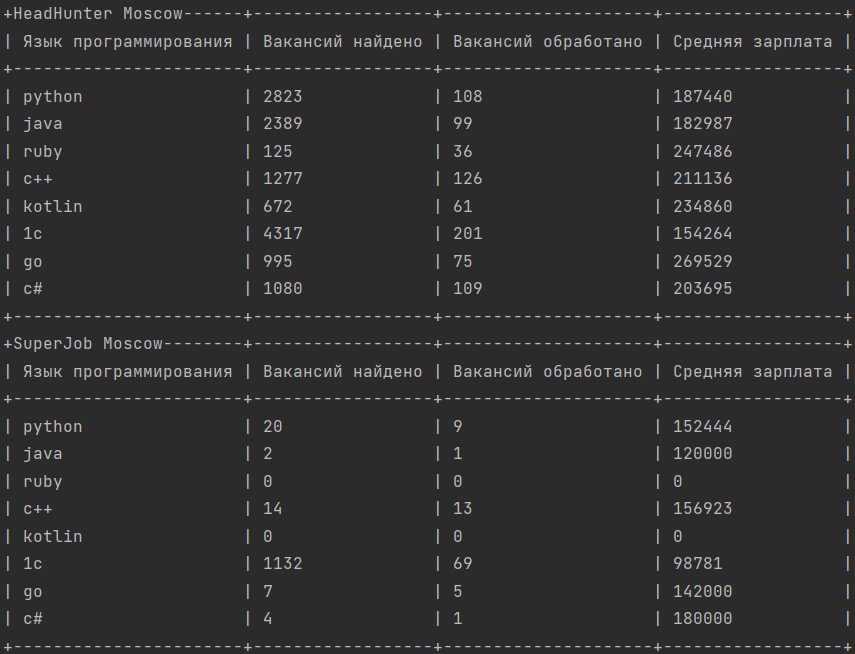 +HeadHunter Moscow------+------------------+---------------------+------------------+
| Язык программирования | Вакансий найдено | Вакансий обработано | Средняя зарплата |
+-----------------------+------------------+---------------------+------------------+
| python                | 2823             | 108                 | 187440           |
| java                  | 2389             | 99                  | 182987           |
| ruby                  | 125              | 36                  | 247486           |
| c++                   | 1277             | 126                 | 211136           |
| kotlin                | 672              | 61                  | 234860           |
| 1c                    | 4317             | 201                 | 154264           |
| go                    | 995              | 75                  | 269529           |
| c#                    | 1080             | 109                 | 203695           |
+-----------------------+------------------+---------------------+------------------+
+SuperJob Moscow--------+------------------+---------------------+------------------+
| Язык программирования | Вакансий найдено | Вакансий обработано | Средняя зарплата |
+-----------------------+------------------+---------------------+------------------+
| python                | 20               | 9                   | 152444           |
| java                  | 2                | 1                   | 120000           |
| ruby                  | 0                | 0                   | 0                |
| c++                   | 14               | 13                  | 156923           |
| kotlin                | 0                | 0                   | 0                |
| 1c                    | 1132             | 69                  | 98781            |
| go                    | 7                | 5                   | 142000           |
| c#                    | 4                | 1                   | 180000           |
+-----------------------+------------------+---------------------+------------------+